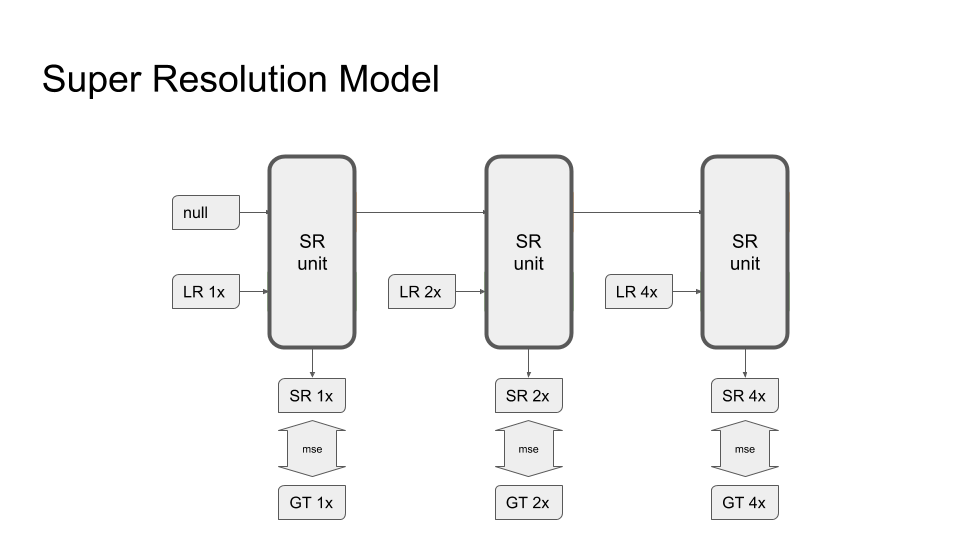 Super Resolution Model
null
SR
unit
SR
unit
SR
unit
LR 1x
LR 2x
LR 4x
SR 1x
SR 2x
SR 4x
mse
mse
mse
GT 1x
GT 2x
GT 4x